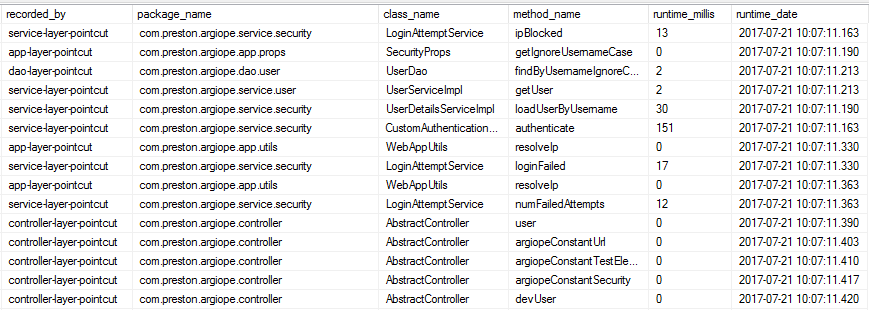 recorded_by package_name class_name method_name runtime_millis runtime_date
service-layer-pointcut com.preston.argiope.service.security LoginAttemptService ipBlocked 13 2017-07-21 10:07:11.163
app-layer-pointcut com.preston.argiope.app.props SecurityProps getIgnoreUsernameCase 0 2017-07-21 10:07:11.190
dao-layer-pointcut com.preston.argiope.dao.user UserDao findByUsernameIgnoreC... 2 2017-07-21 10:07:11.213
service-layer-pointcut com.preston.argiope.service.user UserServiceImpl getUser 2 2017-07-21 10:07:11.213
service-layer-pointcut com.preston.argiope.service.security UserDetailsServiceImpl loadUserByUsername 30 2017-07-21 10:07:11.190
service-layer-pointcut com.preston.argiope.service.security CustomAuthentication... authenticate 151 2017-07-21 10:07:11.163
app-layer-pointcut com.preston.argiope.app.utils WebAppUtils resolveIp 0 2017-07-21 10:07:11.330
service-layer-pointcut com.preston.argiope.service.security LoginAttemptService loginFailed 17 2017-07-21 10:07:11.330
app-layer-pointcut com.preston.argiope.app.utils WebAppUtils resolveIp 0 2017-07-21 10:07:11.363
service-layer-pointcut com.preston.argiope.service.security LoginAttemptService numFailedAttempts 12 2017-07-21 10:07:11.363
controller-layer-pointcut com.preston.argiope.controller AbstractController user 0 2017-07-21 10:07:11.390
controller-layer-pointcut com.preston.argiope.controller AbstractController argiopeConstantUrl 0 2017-07-21 10:07:11.403
controller-layer-pointcut com.preston.argiope.controller AbstractController argiopeConstantTestEle... 0 2017-07-21 10:07:11.410
controller-layer-pointcut com.preston.argiope.controller AbstractController argiopeConstantSecurity 0 2017-07-21 10:07:11.417
controller-layer-pointcut com.preston.argiope.controller AbstractController devUser 0 2017-07-21 10:07:11.420